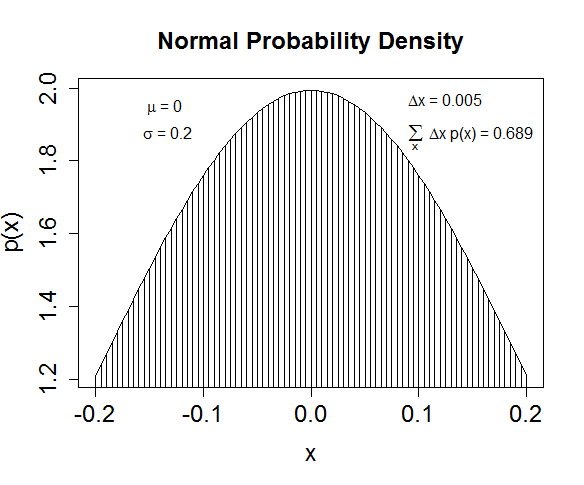 Normal Probability Density
μ = 0
σ = 0.2
Δx = 0.005
∑ Δx p(x) = 0.689
x
p(x)
2.0
1.8
1.6
1.4
1.2
-0.2 -0.1 0.0 0.1 0.2
x